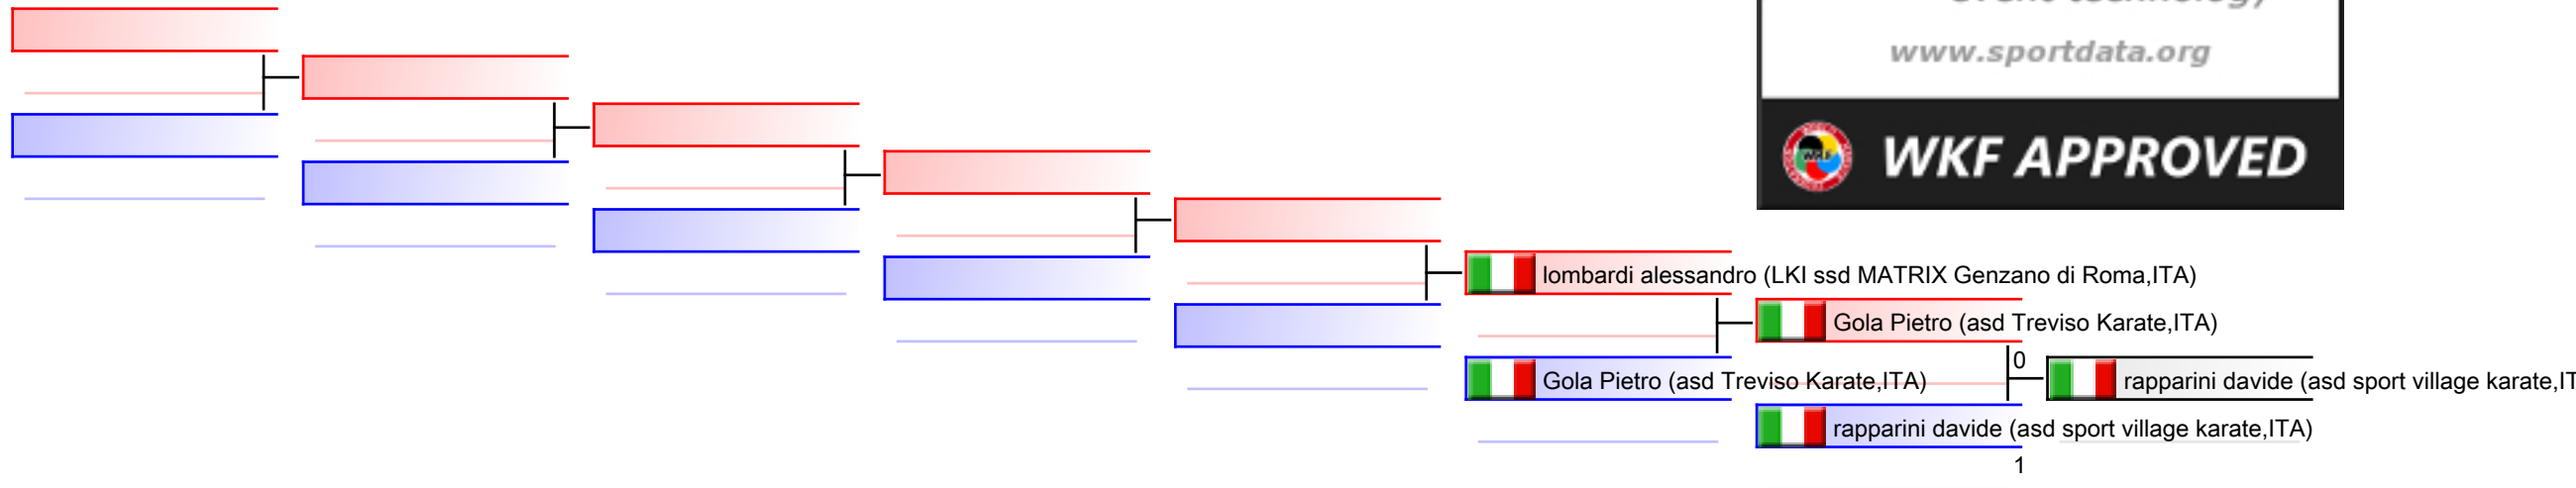 www.sportdata.org
WKF APPROVED
lombardi alessandro (LKI ssd MATRIX Genzano di Roma,ITA)
Gola Pietro (asd Treviso Karate,ITA)
0
Gola Pietro (asd Treviso Karate,ITA)
rapparini davide (asd sport village karate,IT
rapparini davide (asd sport village karate,ITA)
1